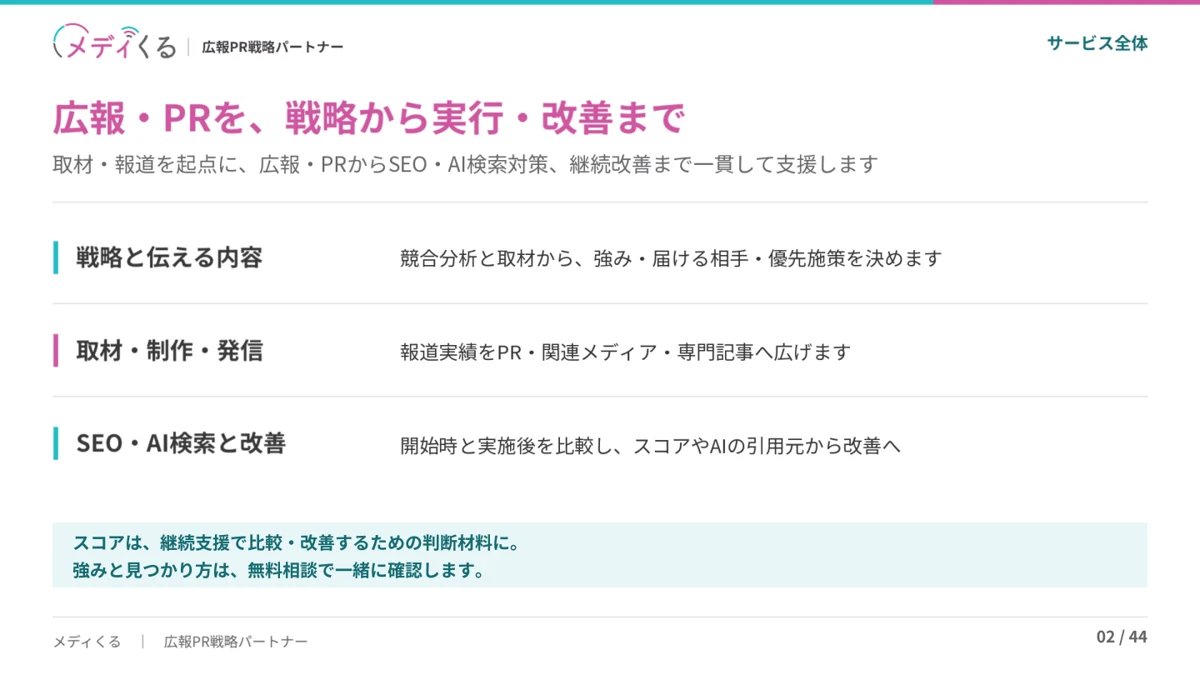 メディくる
広報PR戦略パートナー
サービス全体
広報・PRを、戦略から実行・改善まで
取材・報道を起点に、広報・PRからSEO・AI検索対策、継続改善まで一貫して支援します
戦略と伝える内容
競合分析と取材から、強み・届ける相手・優先施策を決めます
取材・制作・発信
報道実績をPR・関連メディア・専門記事へ広げます
SEO・AI検索と改善
開始時と実施後を比較し、スコアやAIの引用元から改善へ
スコアは、継続支援で比較・改善するための判断材料に。
強みと見つかり方は、無料相談で一緒に確認します。
メディくる | 広報PR戦略パートナー
02 / 44